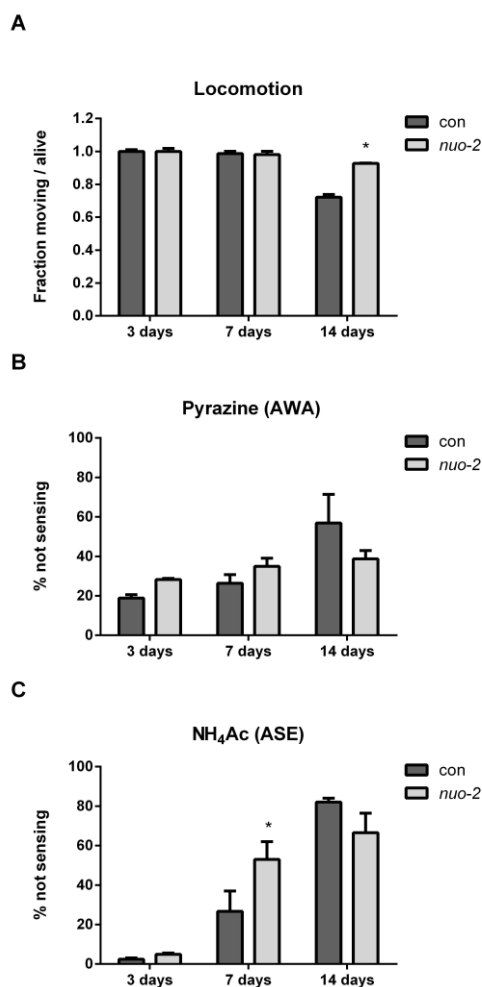 A
Locomotion
Fraction moving / alive
1.2
1.0
0.8
0.6
0.4
0.2
0.0
*
con
nuo-2
3 days 7 days 14 days
B
Pyrazine (AWA)
% not sensing
100
80
60
40
20
0
con
nuo-2
3 days 7 days 14 days
C
NH₄Ac (ASE)
% not sensing
100
80
60
40
20
0
*
con
nuo-2
3 days 7 days 14 days